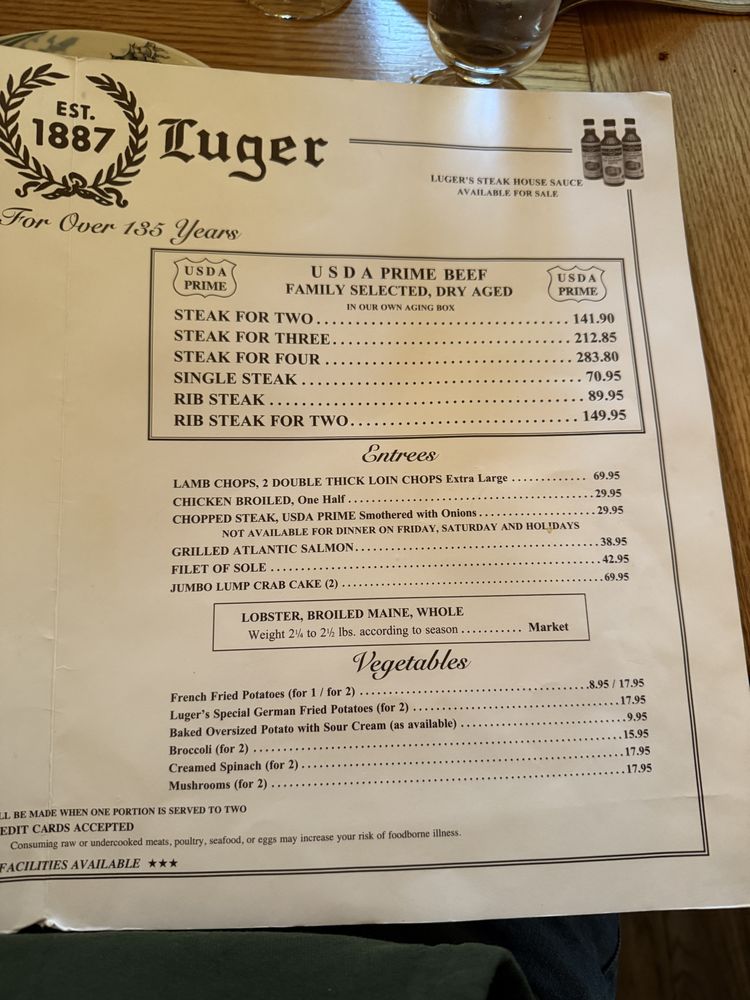 EST.
1887
Luger
LUGER'S STEAK HOUSE SAUCE
AVAILABLE FOR SALE
For Over 135 Years
USDA
PRIME
USDA PRIME BEEF
FAMILY SELECTED, DRY AGED
IN OUR OWN AGING BOX
USDA
PRIME
STEAK FOR TWO 141.90
STEAK FOR THREE 212.85
STEAK FOR FOUR 283.80
SINGLE STEAK 70.95
RIB STEAK 89.95
RIB STEAK FOR TWO 149.95
Entrees
LAMB CHOPS, 2 DOUBLE THICK LOIN CHOPS Extra Large 69.95
CHICKEN BROILED, One Half 29.95
CHOPPED STEAK, USDA PRIME Smothered with Onions 29.95
NOT AVAILABLE FOR DINNER ON FRIDAY, SATURDAY AND HOLIDAYS
GRILLED ATLANTIC SALMON 38.95
FILET OF SOLE 42.95
JUMBO LUMP CRAB CAKE (2) 69.95
LOBSTER, BROILED MAINE, WHOLE
Weight 2¼ to 2½ lbs. according to season Market
Vegetables
French Fried Potatoes (for 1 / for 2) 8.95 / 17.95
Luger's Special German Fried Potatoes (for 2) 17.95
Baked Oversized Potato with Sour Cream (as available) 9.95
Broccoli (for 2) 15.95
Creamed Spinach (for 2) 17.95
Mushrooms (for 2) 17.95
LL BE MADE WHEN ONE PORTION IS SERVED TO TWO
EDIT CARDS ACCEPTED
Consuming raw or undercooked meats, poultry, seafood, or eggs may increase your risk of foodborne illness.
FACILITIES AVAILABLE ★★★